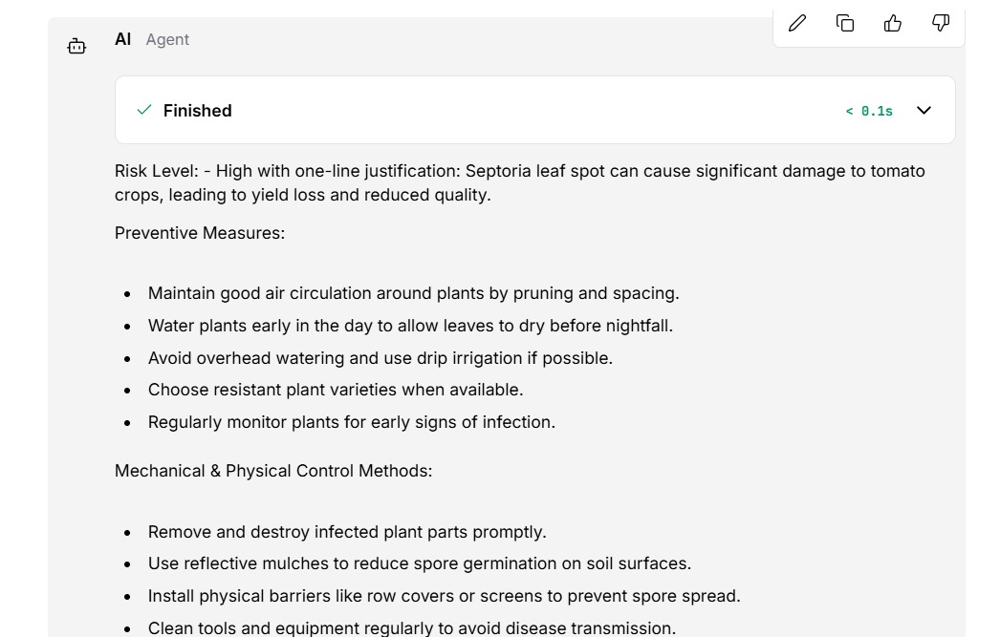 AI Agent
Finished < 0.1s
Risk Level: - High with one-line justification: Septoria leaf spot can cause significant damage to tomato
crops, leading to yield loss and reduced quality.
Preventive Measures:
• Maintain good air circulation around plants by pruning and spacing.
• Water plants early in the day to allow leaves to dry before nightfall.
• Avoid overhead watering and use drip irrigation if possible.
• Choose resistant plant varieties when available.
• Regularly monitor plants for early signs of infection.
Mechanical & Physical Control Methods:
• Remove and destroy infected plant parts promptly.
• Use reflective mulches to reduce spore germination on soil surfaces.
• Install physical barriers like row covers or screens to prevent spore spread.
• Clean tools and equipment regularly to avoid disease transmission.